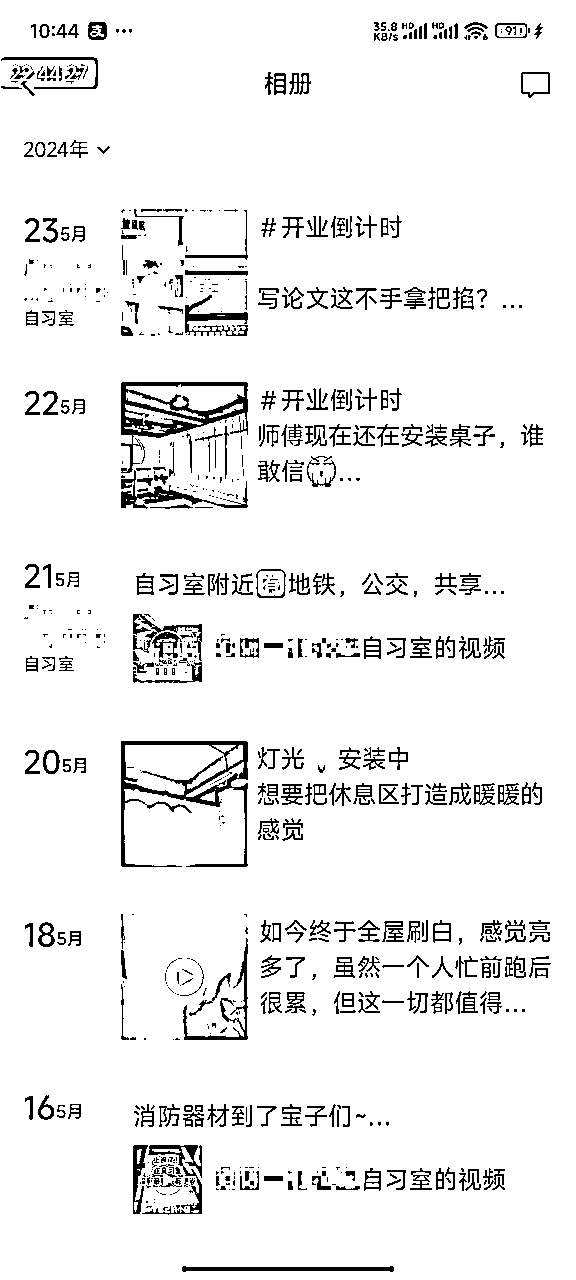 10:44 支 ...
35.8 KB/s HD HD 91
22:44:27
相册
2024年
23 5月
自习室
#开业倒计时
写论文这不手拿把掐？...
22 5月
#开业倒计时
师傅现在还在安装桌子，谁
敢信...
21 5月
自习室
自习室附近有地铁，公交，共享...
自习室的视频
20 5月
灯光 安装中
想要把休息区打造成暖暖的
感觉
18 5月
如今终于全屋刷白，感觉亮
多了，虽然一个人忙前跑后
很累，但这一切都值得...
16 5月
消防器材到了宝子们~...
自习室的视频